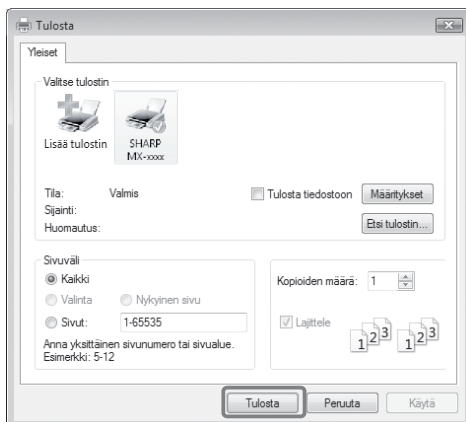 Tulosta
Yleiset
Valitse tulostin
Lisää tulostin
SHARP
MX-xxxx
Tila: Valmis
Tulosta tiedostoon
Määritykset
Sijainti:
Huomautus:
Etsi tulostin...
Sivuväli
Kaikki
Valinta
Nykyinen sivu
Sivut: 1-65535
Anna yksittäinen sivunumero tai sivualue.
Esimerkki: 5-12
Kopioiden määrä: 1
Lajittele
1 2 3 1 2 3
Tulosta
Peruuta
Käytä